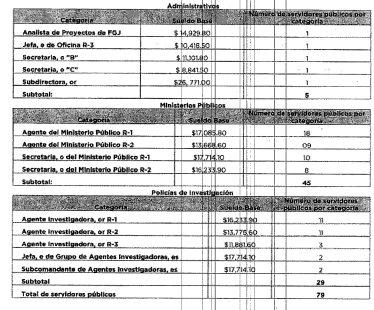 Administrativos
Categoría Sueldo Base Número de servidores públicos por categoría
Analista de Proyectos de FGJ $ 14,929.80 1
Jefa, e de Oficina R-3 $ 10,418.50 1
Secretaria, o "B" $ 11,101.80 1
Secretaria, o "C" $ 8,841.50 1
Subdirectora, or $26, 771.00 1
Subtotal: 5
Ministerios Públicos
Categoría Sueldo Base Número de servidores públicos por categoría
Agente del Ministerio Público R-1 $17,085.80 18
Agente del Ministerio Público R-2 $13,668.60 09
Secretaria, o del Ministerio Público R-1 $17,714.10 10
Secretaria, o del Ministerio Público R-2 $16,233.90 8
Subtotal: 45
Policías de Investigación
Categoría Sueldo Base Número de servidores públicos por categoría
Agente Investigadora, or R-1 $16,233.90 11
Agente Investigadora, or R-2 $13,775.60 11
Agente Investigadora, or R-3 $11,881.60 3
Jefa, e de Grupo de Agentes Investigadoras, es $17,714.10 2
Subcomandante de Agentes Investigadoras, es $17,714.10 2
Subtotal 29
Total de servidores públicos 79